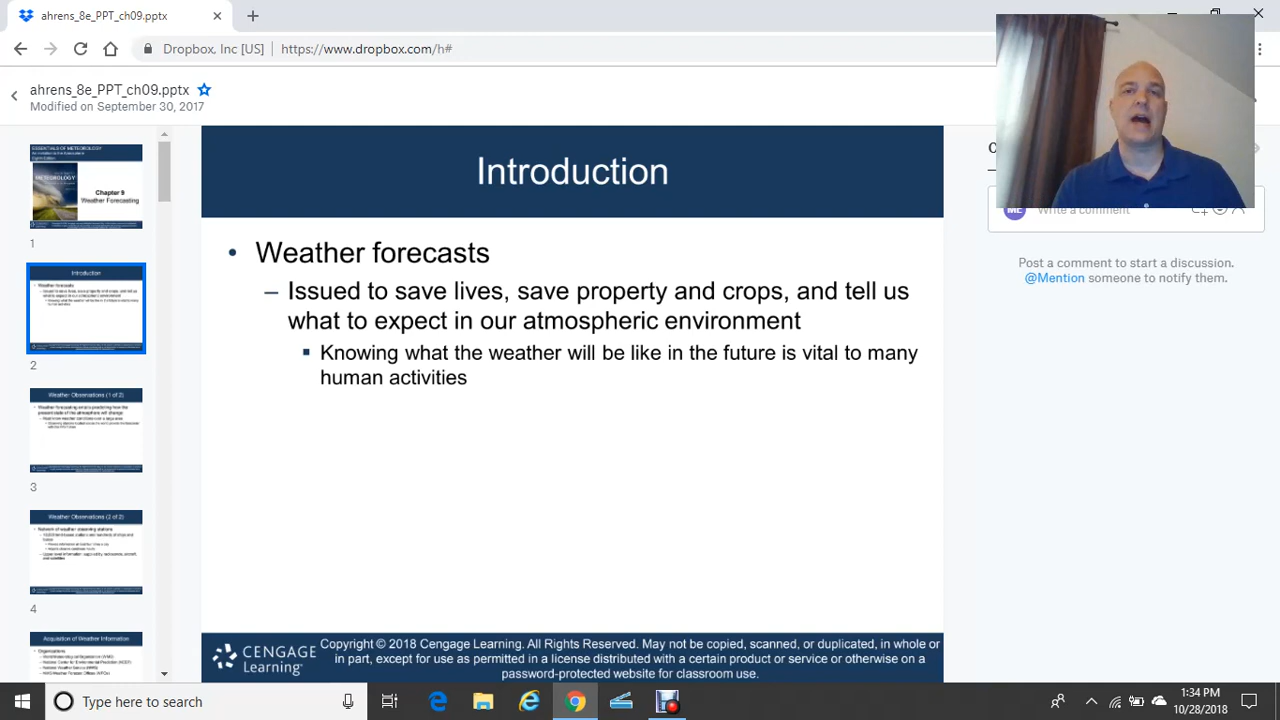 ahrens_8e_PPT_ch09.pptx
Dropbox, Inc [US] https://www.dropbox.com/h#
ahrens_8e_PPT_ch09.pptx
Modified on September 30, 2017
ESSENTIALS OF METEOROLOGY
Chapter 9
Weather Forecasting
1
Introduction
2
Weather Observations (1 of 2)
3
Weather Observations (2 of 2)
4
Acquisition of Weather Information
Introduction
• Weather forecasts
– Issued to save lives, save property and crops, and tell us
what to expect in our atmospheric environment
▪ Knowing what the weather will be like in the future is vital to many
human activities
CENGAGE
Learning™
Copyright © 2018 Cengage Learning. All Rights Reserved. May not be copied, scanned, or duplicated, in whole or
in part, except for use as permitted in a license distributed with a certain product or service or otherwise on a
password-protected website for classroom use.
ME
Write a comment
Post a comment to start a discussion.
@Mention someone to notify them.
Type here to search
1:34 PM
10/28/2018